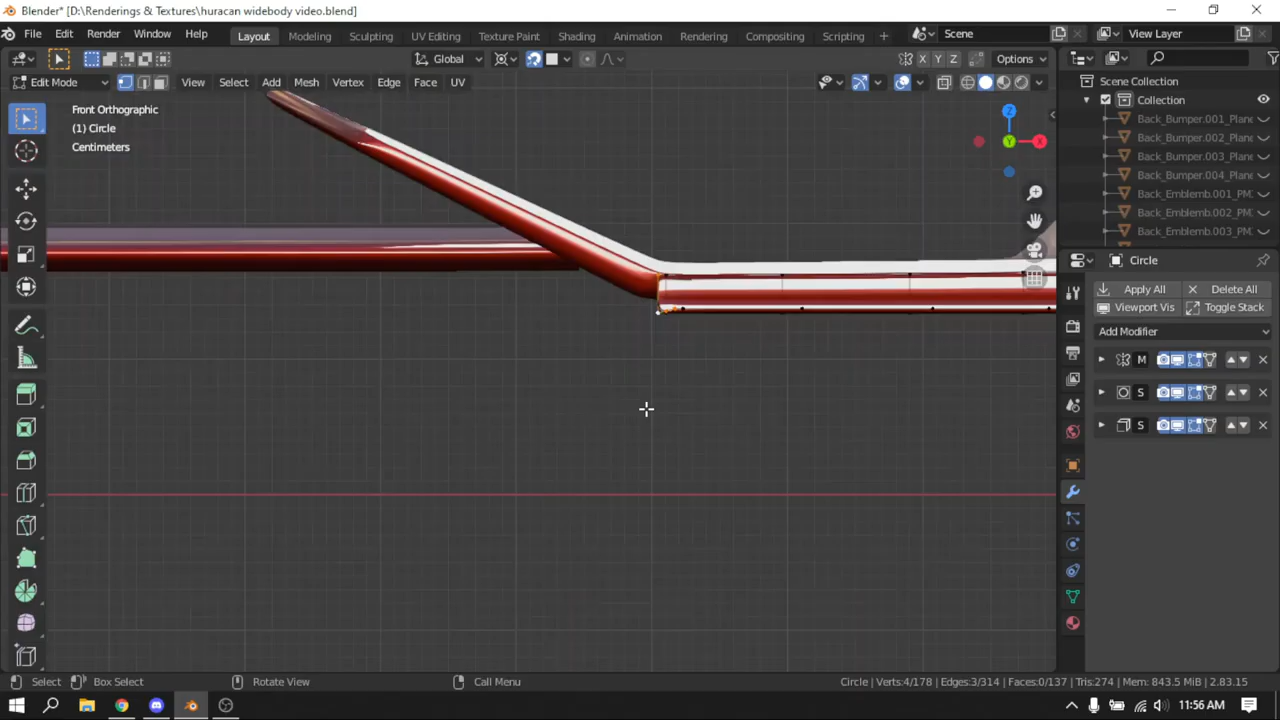 Blender* [D:\Renderings & Textures\huracan widebody video.blend]
File Edit Render Window Help Layout Modeling Sculpting UV Editing Texture Paint Shading Animation Rendering Compositing Scripting Scene View Layer
Global X Y Z Options
Edit Mode View Select Add Mesh Vertex Edge Face UV
Front Orthographic
(1) Circle
Centimeters
Z
Y
X
Scene Collection
Collection
Back_Bumper.001_Plane
Back_Bumper.002_Plane
Back_Bumper.003_Plane
Back_Bumper.004_Plane
Back_Emblemb.001_PM
Back_Emblemb.002_PM
Back_Emblemb.003_PM
Circle
Apply All Delete All
Viewport Vis Toggle Stack
Add Modifier
M
S
S
Select Box Select Rotate View Call Menu Circle | Verts:4/178 | Edges:3/314 | Faces:0/137 | Tris:274 | Mem: 843.5 MiB | 2.83.15
11:56 AM